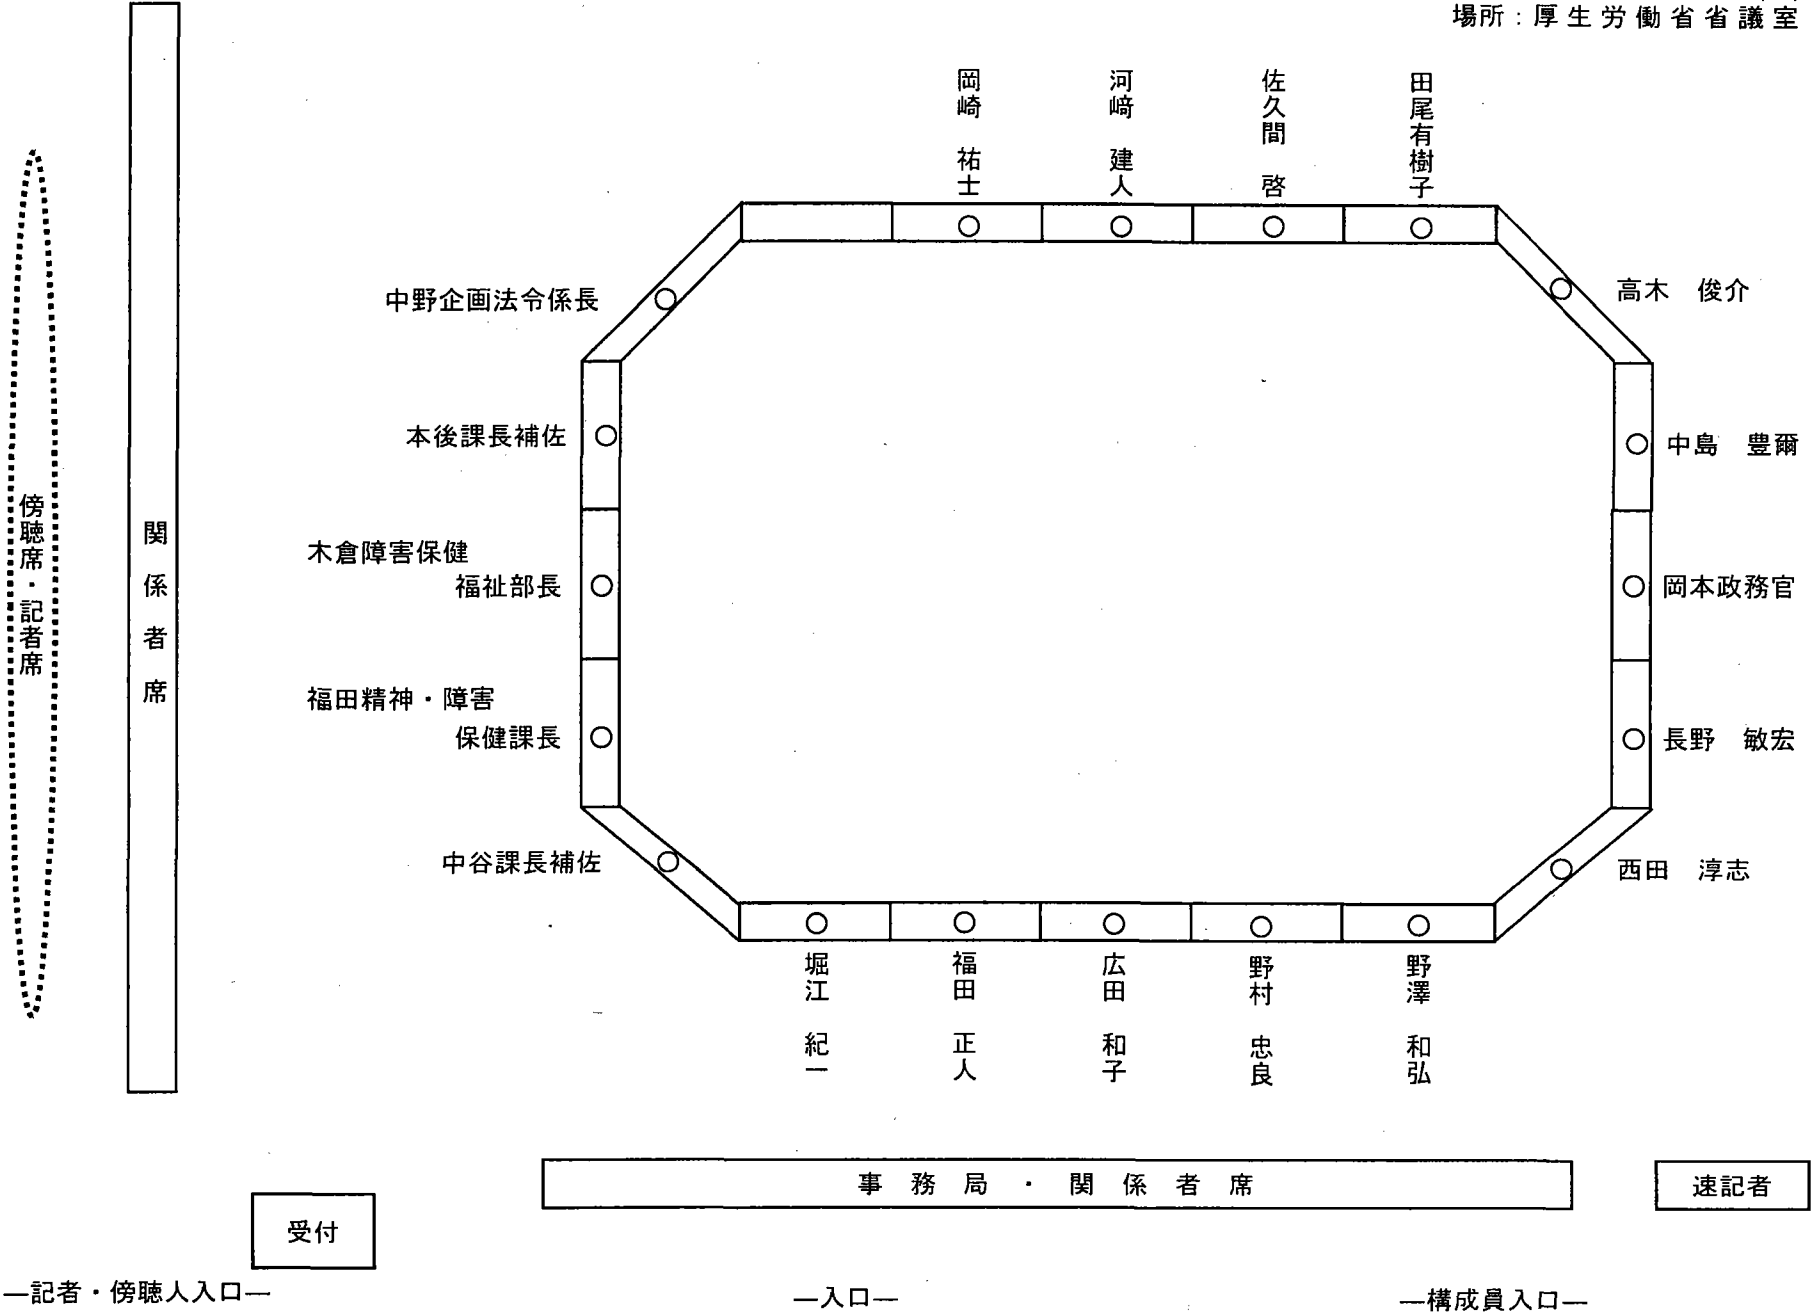 場所：厚生労働省省議室
岡崎　祐士
河﨑　建人
佐久間　啓
田尾有樹子
中野企画法令係長
高木　俊介
本後課長補佐
中島　豊爾
木倉障害保健
福祉部長
岡本政務官
福田精神・障害
保健課長
長野　敏宏
中谷課長補佐
西田　淳志
堀江　紀一
福田　正人
広田　和子
野村　忠良
野澤　和弘
傍聴席・記者席
関係者席
事務局・関係者席
速記者
受付
―記者・傍聴人入口―
―入口―
―構成員入口―